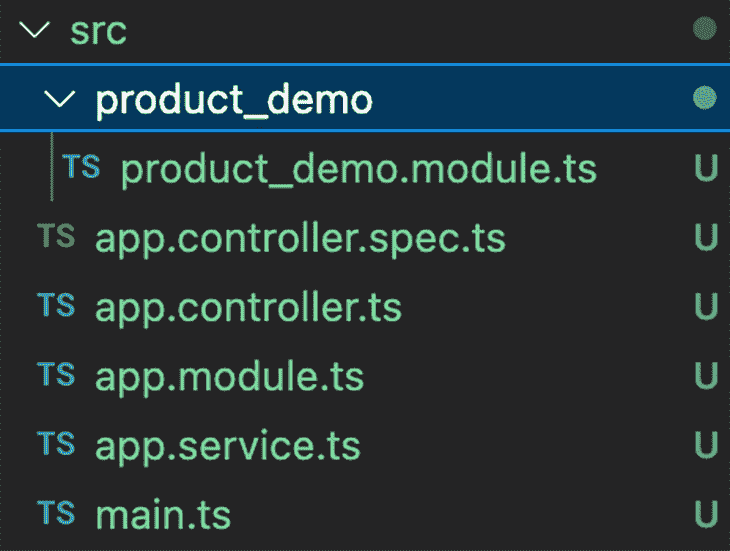 src
product_demo
TS product_demo.module.ts U
TS app.controller.spec.ts U
TS app.controller.ts U
TS app.module.ts U
TS app.service.ts U
TS main.ts U